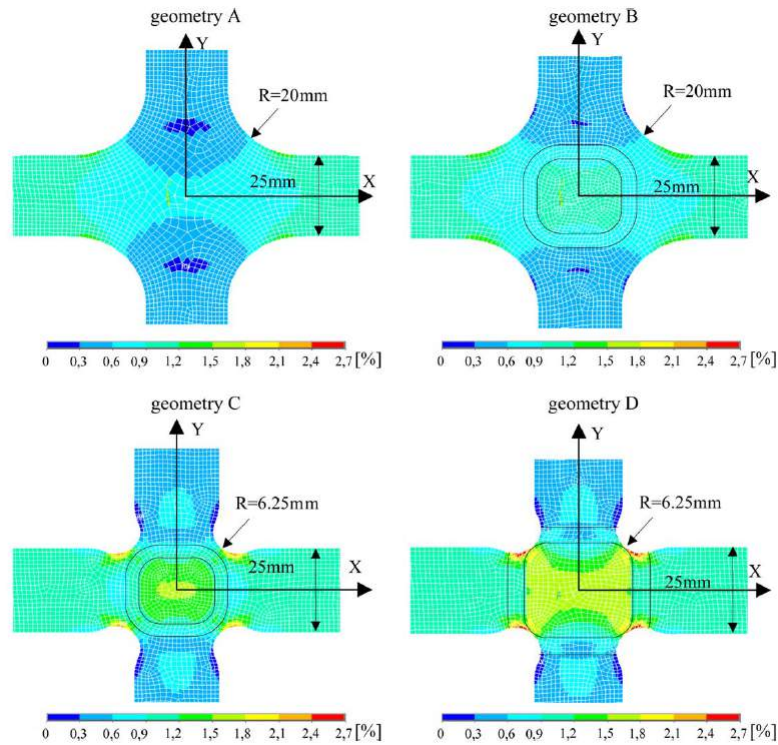 geometry A
Y
R=20mm
25mm
X
0 0,3 0,6 0,9 1,2 1,5 1,8 2,1 2,4 2,7 [%]
geometry B
Y
R=20mm
25mm
X
0 0,3 0,6 0,9 1,2 1,5 1,8 2,1 2,4 2,7 [%]
geometry C
Y
R=6.25mm
25mm
X
0 0,3 0,6 0,9 1,2 1,5 1,8 2,1 2,4 2,7 [%]
geometry D
Y
R=6.25mm
25mm
X
0 0,3 0,6 0,9 1,2 1,5 1,8 2,1 2,4 2,7 [%]